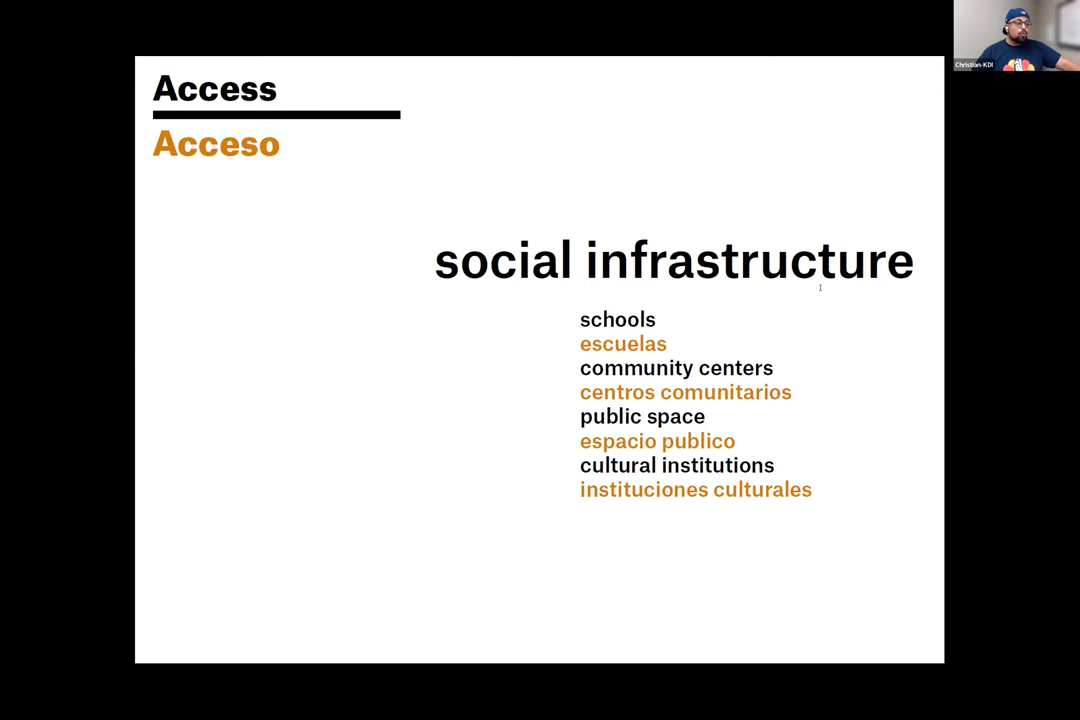 Access
Acceso
social infrastructure
schools
escuelas
community centers
centros comunitarios
public space
espacio publico
cultural institutions
instituciones culturales
Christian-KDI